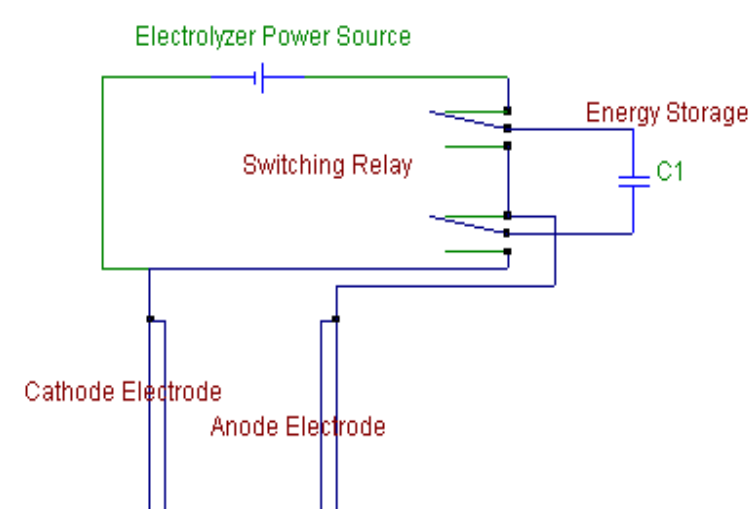 Electrolyzer Power Source
Energy Storage
Switching Relay
C1
Cathode Electrode
Anode Electrode